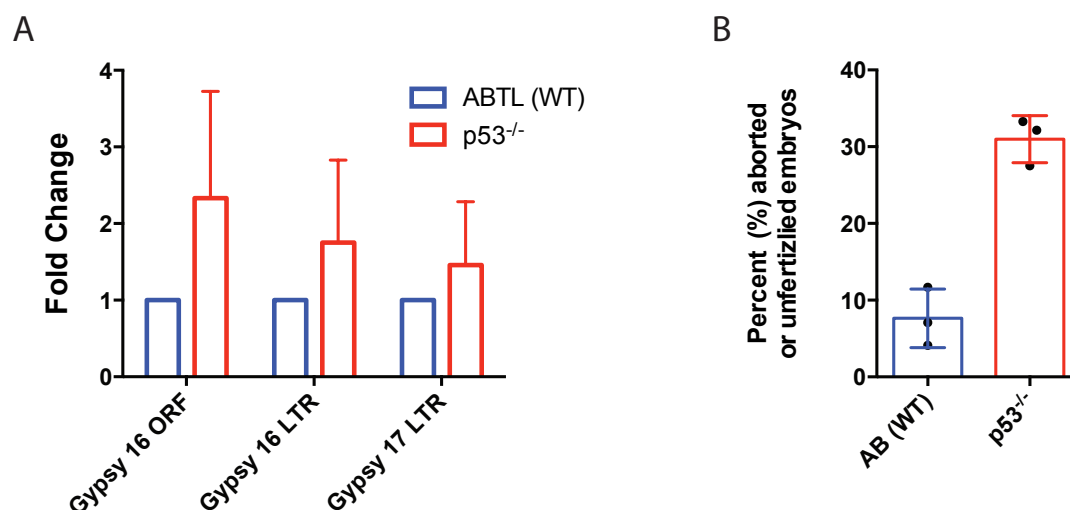 A
Fold Change
4
3
2
1
0
ABTL (WT)
p53-/-
Gypsy 16 ORF
Gypsy 16 LTR
Gypsy 17 LTR
B
Percent (%) aborted
or unfertizlied embryos
40
30
20
10
0
AB (WT)
p53-/-